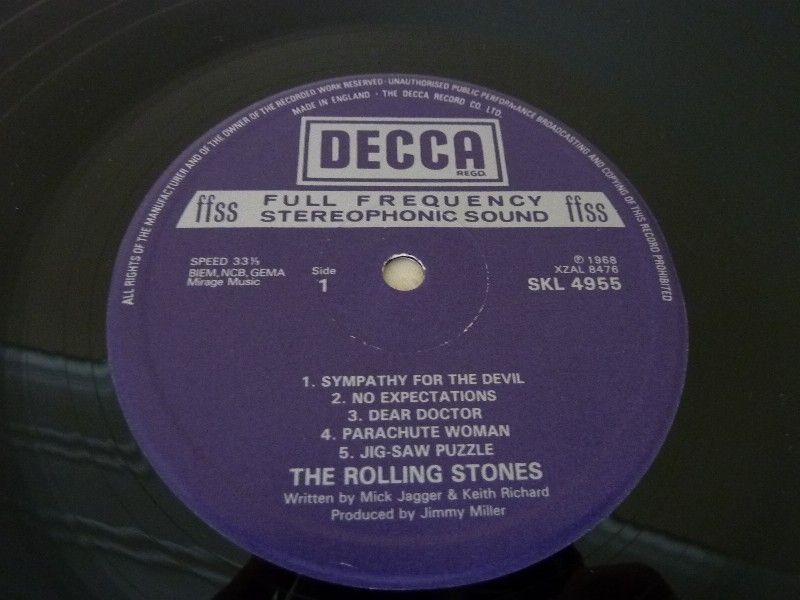 ALL RIGHTS OF THE MANUFACTURER AND OF THE OWNER OF THE RECORDED WORK RESERVED · UNAUTHORISED PUBLIC PERFORMANCE BROADCASTING AND COPYING OF THIS RECORD PROHIBITED
MADE IN ENGLAND · THE DECCA RECORD CO. LTD.
DECCA
REGD.
ffss FULL FREQUENCY ffss
STEREOPHONIC SOUND
SPEED 33⅓
BIEM, NCB, GEMA
Mirage Music
Side
1
℗ 1968
XZAL 8476
SKL 4955
1. SYMPATHY FOR THE DEVIL
2. NO EXPECTATIONS
3. DEAR DOCTOR
4. PARACHUTE WOMAN
5. JIG-SAW PUZZLE
THE ROLLING STONES
Written by Mick Jagger & Keith Richard
Produced by Jimmy Miller